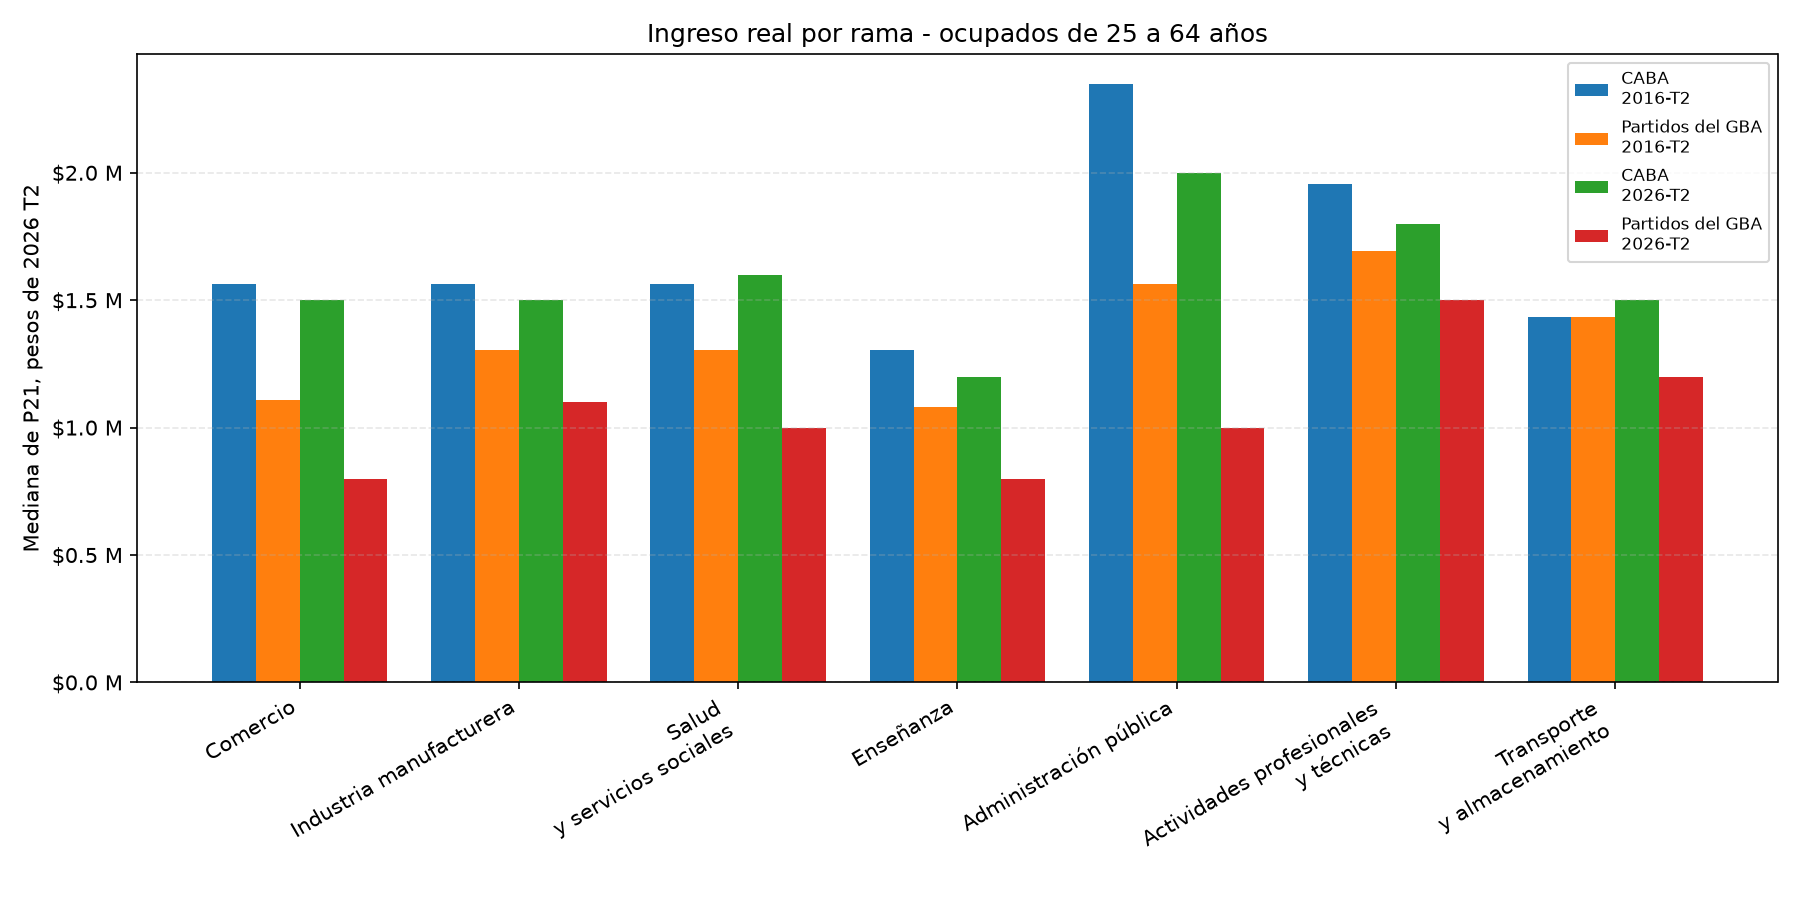 Ingreso real por rama - ocupados de 25 a 64 años
Mediana de P21, pesos de 2026 T2
$2.0 M
$1.5 M
$1.0 M
$0.5 M
$0.0 M
CABA
2016-T2
Partidos del GBA
2016-T2
CABA
2026-T2
Partidos del GBA
2026-T2
Comercio
Industria manufacturera
Salud
y servicios sociales
Enseñanza
Administración pública
Actividades profesionales
y técnicas
Transporte
y almacenamiento